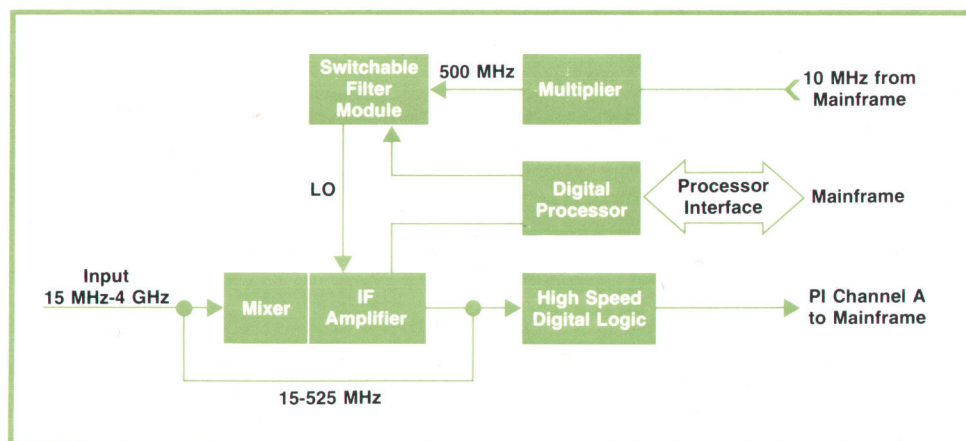 Switchable
Filter
Module
500 MHz
Multiplier
10 MHz from
Mainframe
LO
Digital
Processor
Processor
Interface
Mainframe
Input
15 MHz-4 GHz
Mixer
IF
Amplifier
High Speed
Digital Logic
PI Channel A
to Mainframe
15-525 MHz